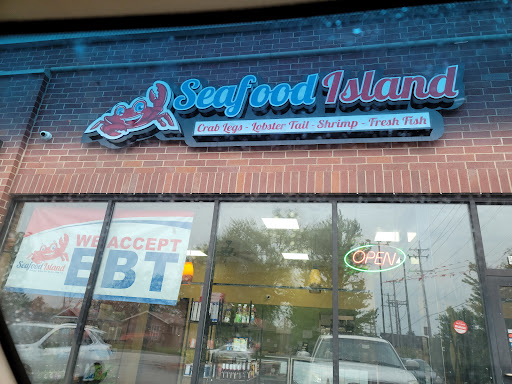 Seafood Island
Crab Legs - Lobster Tail - Shrimp - Fresh Fish
WE ACCEPT
EBT
Seafood Island
OPEN